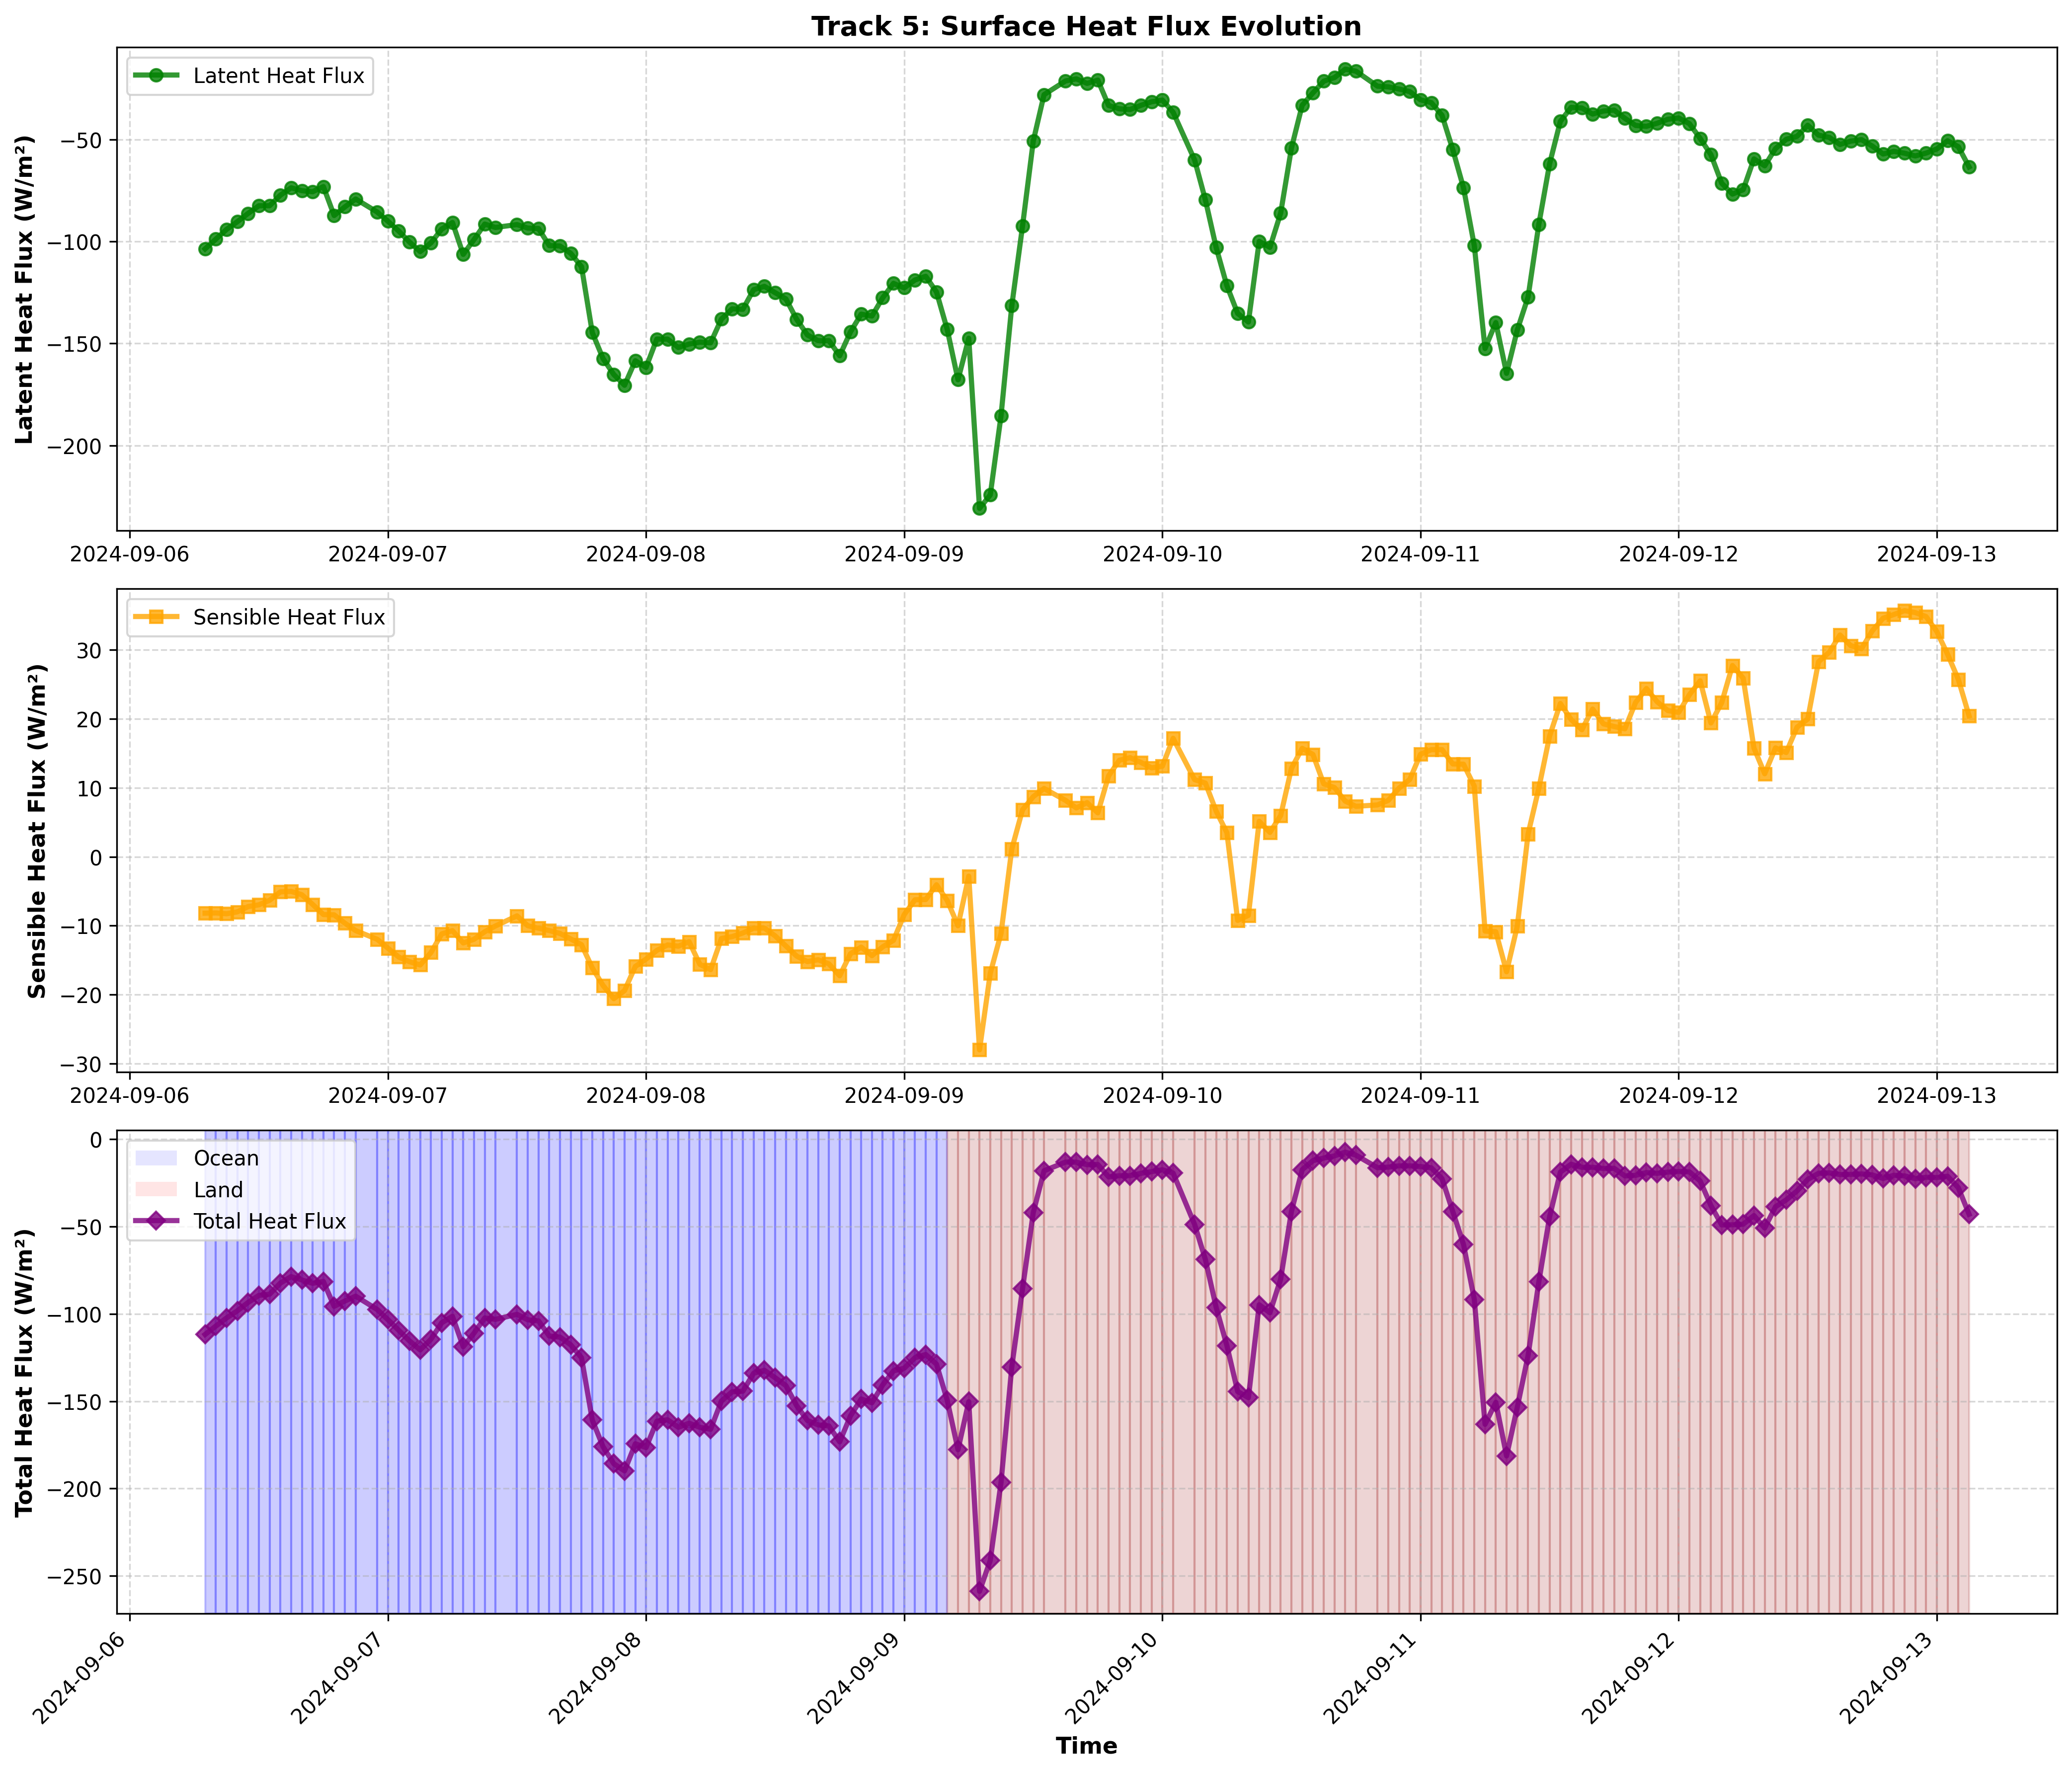 Track 5: Surface Heat Flux Evolution
Latent Heat Flux
Latent Heat Flux (W/m²)
−50
−100
−150
−200
2024-09-06 2024-09-07 2024-09-08 2024-09-09 2024-09-10 2024-09-11 2024-09-12 2024-09-13
Sensible Heat Flux
Sensible Heat Flux (W/m²)
30
20
10
0
−10
−20
−30
2024-09-06 2024-09-07 2024-09-08 2024-09-09 2024-09-10 2024-09-11 2024-09-12 2024-09-13
Ocean
Land
Total Heat Flux
Total Heat Flux (W/m²)
0
−50
−100
−150
−200
−250
2024-09-06 2024-09-07 2024-09-08 2024-09-09 2024-09-10 2024-09-11 2024-09-12 2024-09-13
Time